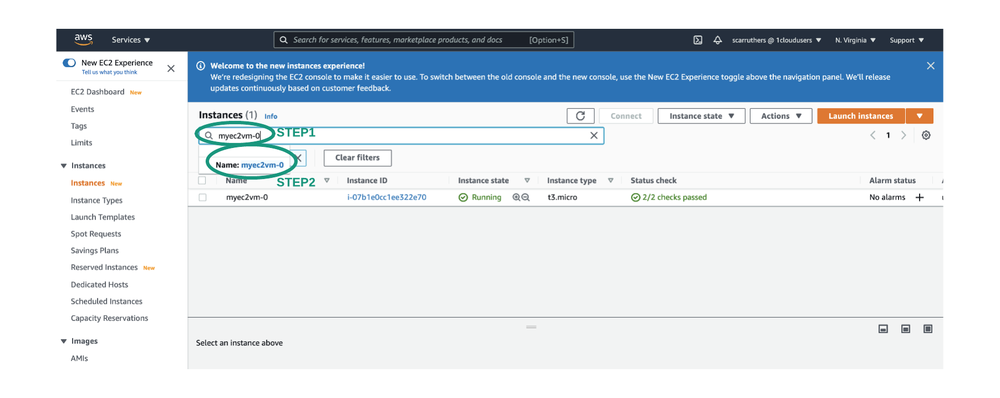 aws
Services
Search for services, features, marketplace products, and docs [Option+S]
scarruthers @ 1cloudusers
N. Virginia
Support
New EC2 Experience
Tell us what you think
EC2 Dashboard New
Events
Tags
Limits
Instances
Instances New
Instance Types
Launch Templates
Spot Requests
Savings Plans
Reserved Instances New
Dedicated Hosts
Scheduled Instances
Capacity Reservations
Images
AMIs
Welcome to the new instances experience!
We're redesigning the EC2 console to make it easier to use. To switch between the old console and the new console, use the New EC2 Experience toggle above the navigation panel. We'll release
updates continuously based on customer feedback.
Instances (1) Info
Connect
Instance state
Actions
Launch instances
myec2vm-0
STEP1
1
Name: myec2vm-0
Clear filters
STEP2
Name Instance ID Instance state Instance type Status check Alarm status
myec2vm-0 i-07b1e0cc1ee322e70 Running t3.micro 2/2 checks passed No alarms
Select an instance above